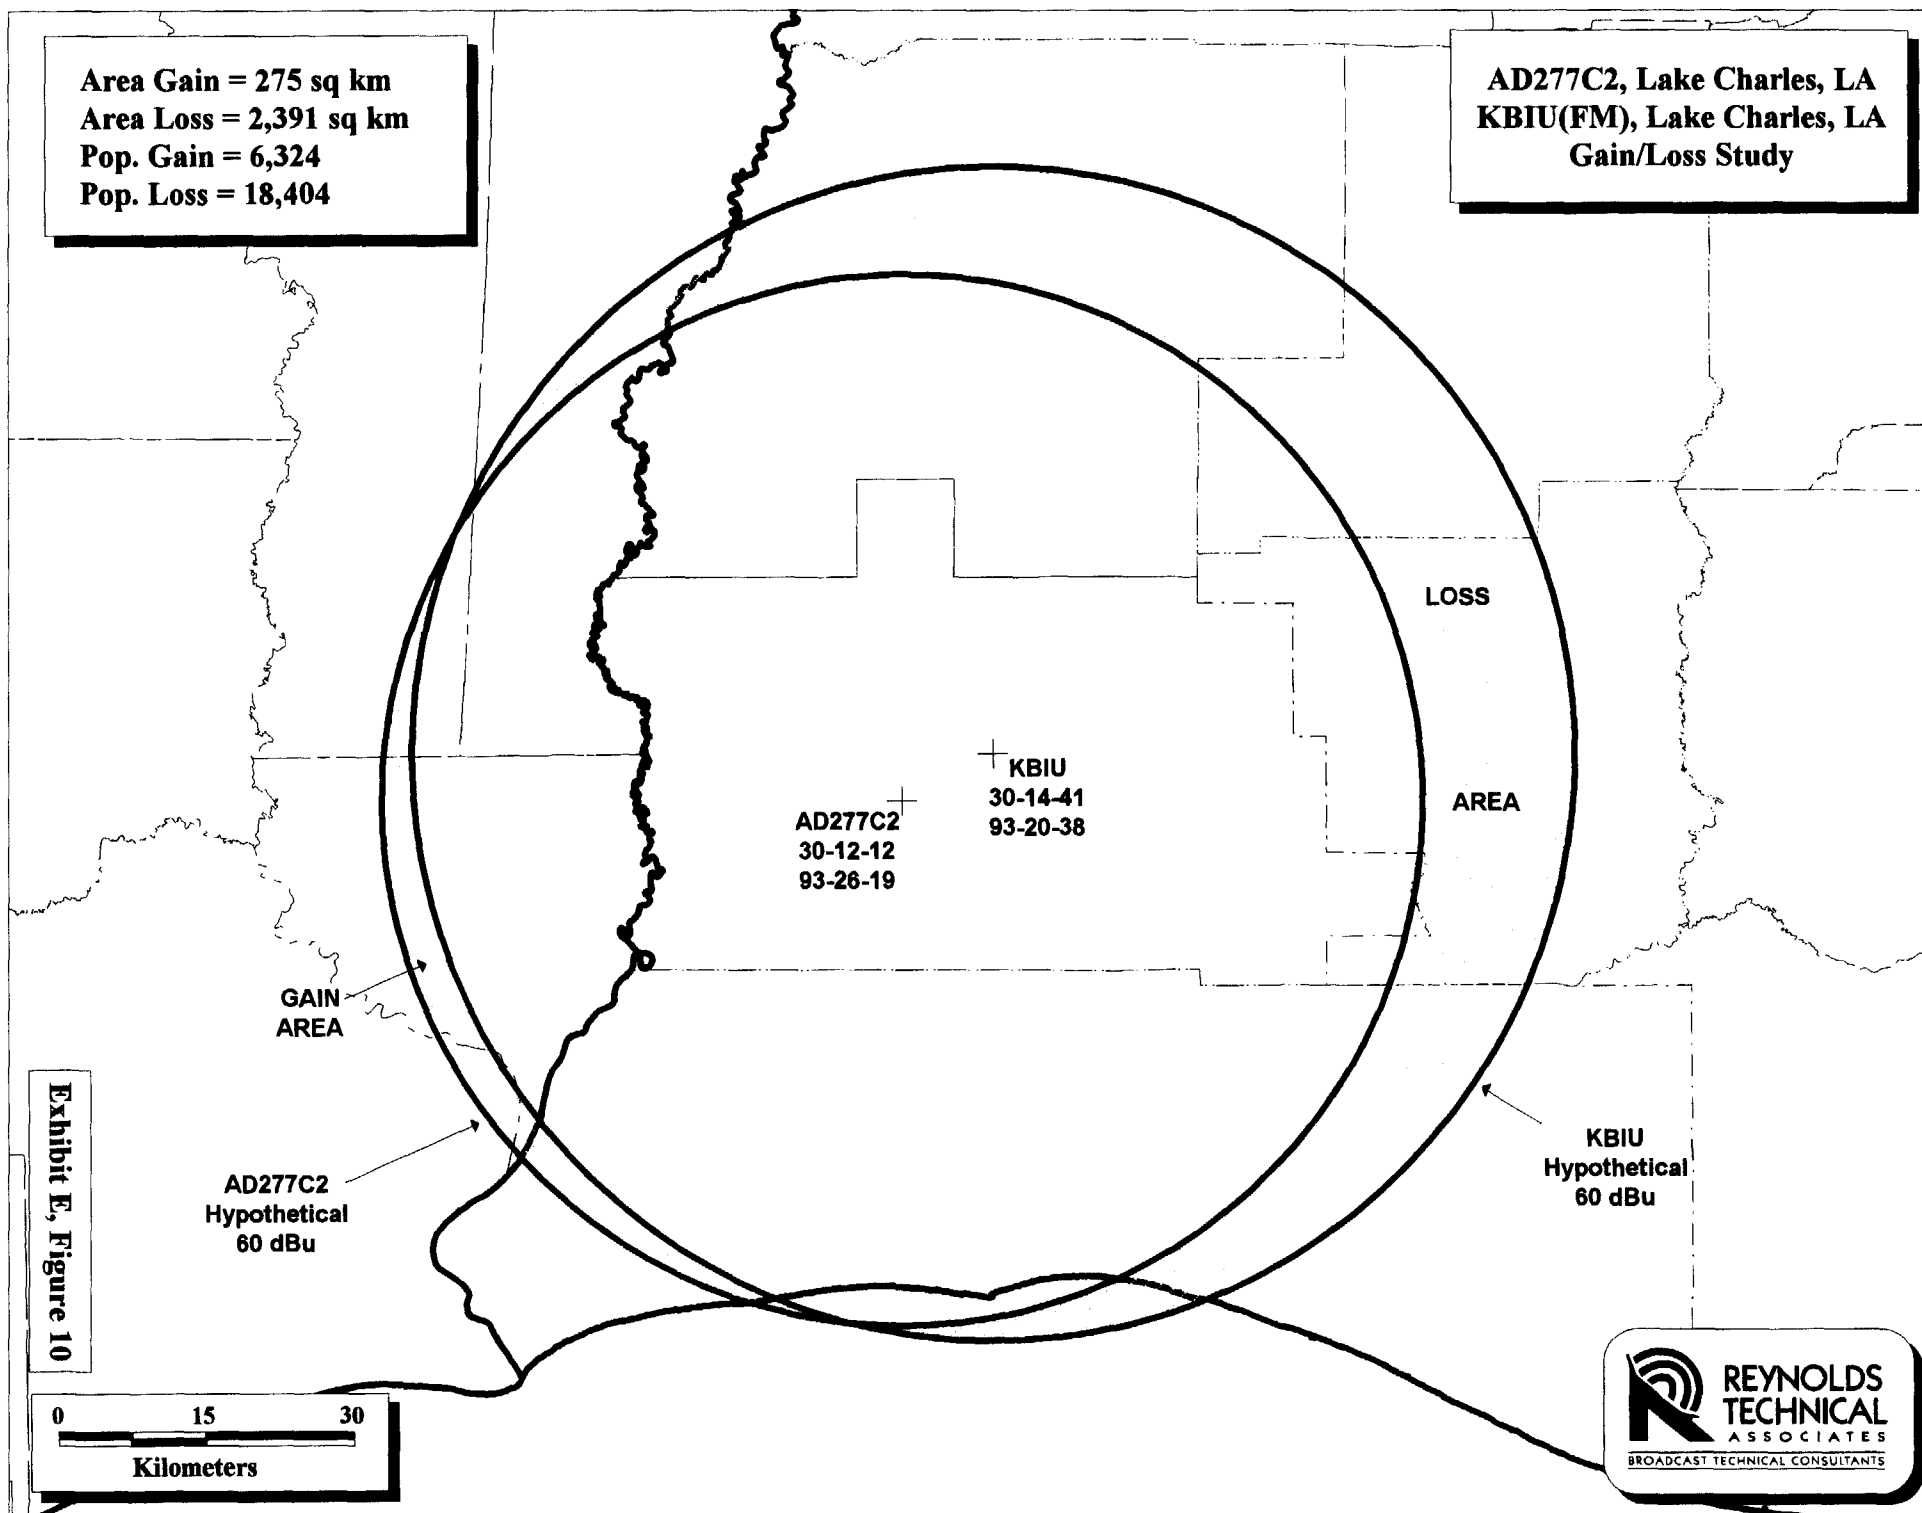 Area Gain = 275 sq km
Area Loss = 2,391 sq km
Pop. Gain = 6,324
Pop. Loss = 18,404
AD277C2, Lake Charles, LA
KBIU(FM), Lake Charles, LA
Gain/Loss Study
LOSS
AREA
KBIU
30-14-41
93-20-38
AD277C2
30-12-12
93-26-19
GAIN
AREA
AD277C2
Hypothetical
60 dBu
KBIU
Hypothetical
60 dBu
Exhibit E, Figure 10
0 15 30
Kilometers
REYNOLDS
TECHNICAL
ASSOCIATES
BROADCAST TECHNICAL CONSULTANTS